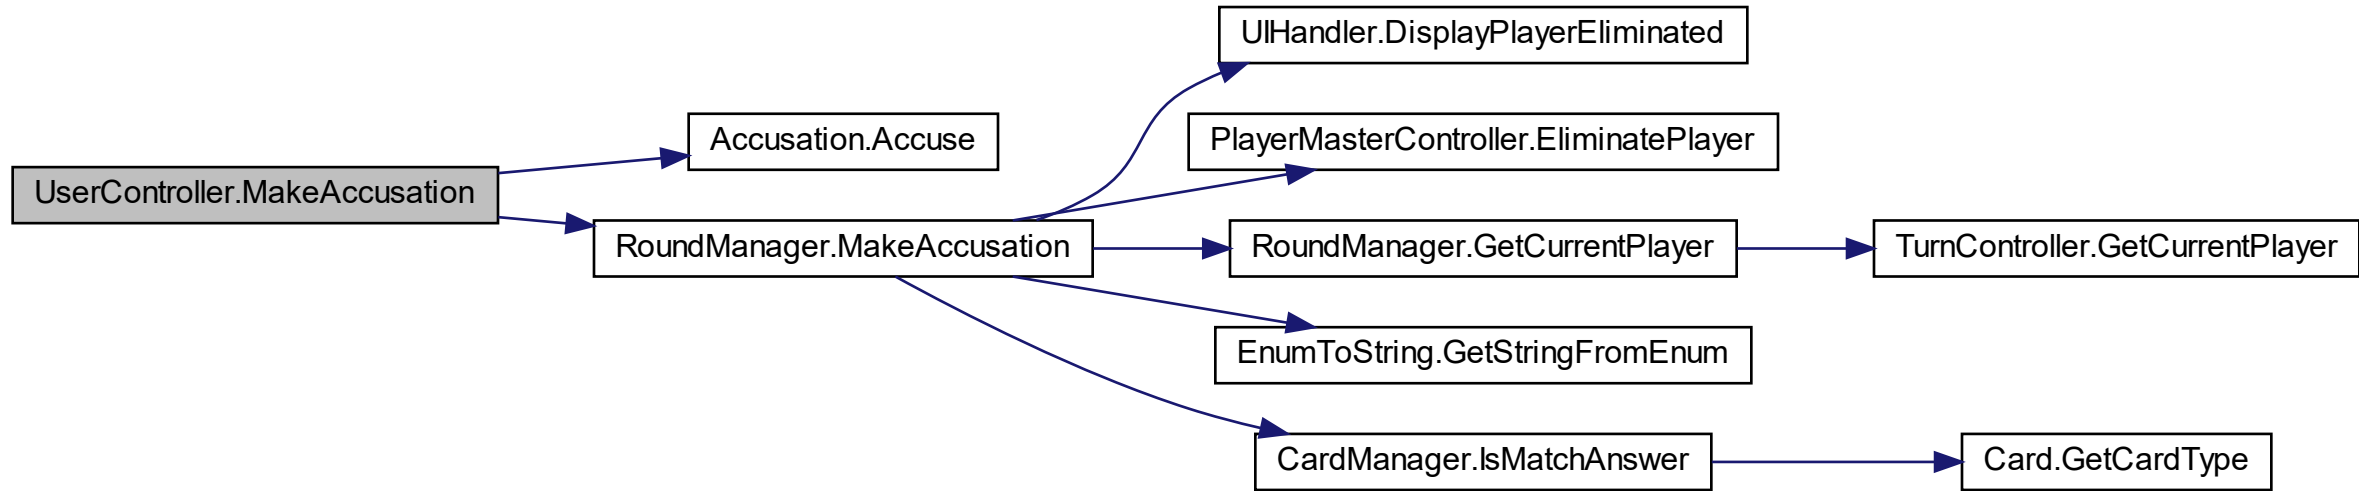 UIHandler.DisplayPlayerEliminated
Accusation.Accuse
PlayerMasterController.EliminatePlayer
UserController.MakeAccusation
RoundManager.MakeAccusation
RoundManager.GetCurrentPlayer
TurnController.GetCurrentPlayer
EnumToString.GetStringFromEnum
CardManager.IsMatchAnswer
Card.GetCardType